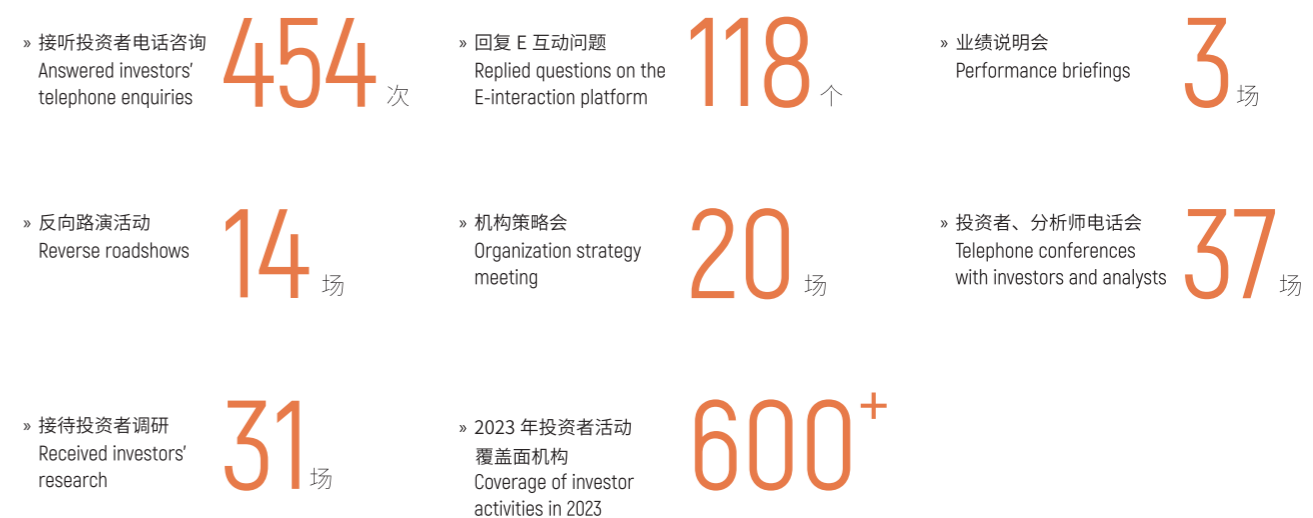 » 接听投资者电话咨询
Answered investors'
telephone enquiries
454 次
» 回复 E 互动问题
Replied questions on the
E-interaction platform
118 个
» 业绩说明会
Performance briefings
3 场
» 反向路演活动
Reverse roadshows
14 场
» 机构策略会
Organization strategy
meeting
20 场
» 投资者、分析师电话会
Telephone conferences
with investors and analysts
37 场
» 接待投资者调研
Received investors'
research
31 场
» 2023 年投资者活动
覆盖面机构
Coverage of investor
activities in 2023
600+